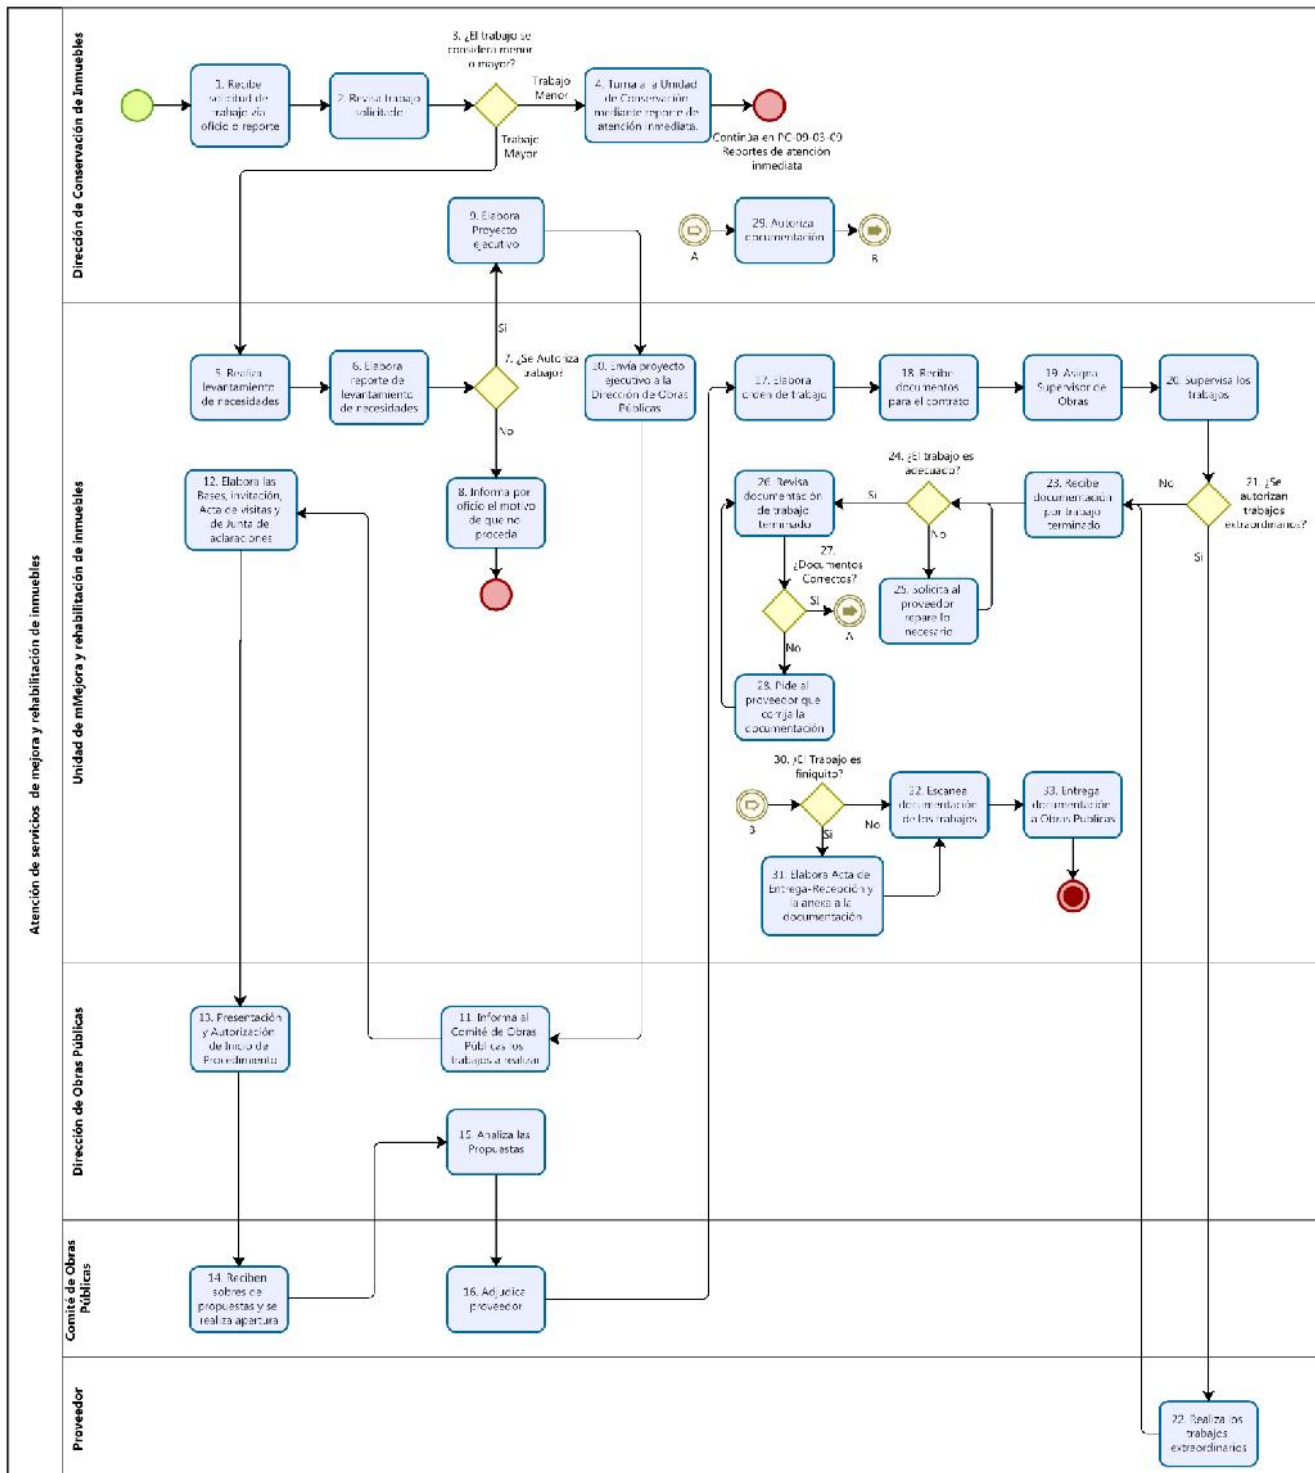 Atención de servicios de mejora y rehabilitación de inmuebles
Dirección de Conservación de Inmuebles
1. Recibe
solicitud de
trabajo vía
oficio o reporte
2. Revisa trabajo
solicitado
3. ¿El trabajo se
considera menor
o mayor?
Trabajo
Menor
Trabajo
Mayor
4. Turna a la Unidad
de Conservación
mediante reporte de
atención inmediata.
Continúa en PC-09-03-C9
Reportes de atención
inmediata
9. Elabora
Proyecto
ejecutivo
A
29. Autoriza
documentación
B
Unidad de mMejora y rehabilitación de inmuebles
5. Realiza
levantamiento
de necesidades
6. Elabora
reporte de
levantamiento
de necesidades
Si
7. ¿Se Autoriza
trabajo?
No
8. Informa por
oficio el motivo
de que no
proceda
10. Envía proyecto
ejecutivo a la
Dirección de Obras
Públicas
17. Elabora
orden de trabajo
18. Recibe
documentos
para el contrato
19. Asigna
Supervisor de
Obras
20. Supervisa los
trabajos
21. ¿Se
autorizan
trabajos
extraordinarios?
No
Si
23. Recibe
documentación
por trabajo
terminado
24. ¿El trabajo es
adecuado?
Si
No
25. Solicita al
proveedor
repare lo
necesario
26. Revisa
documentación
de trabajo
terminado
27.
¿Documentos
Correctos?
Si
A
No
28. Pide al
proveedor que
corrija la
documentación
12. Elabora las
Bases, invitación,
Acta de visitas y
de Junta de
aclaraciones
30. ¿El Trabajo es
finiquito?
B
No
Si
31. Elabora Acta de
Entrega-Recepción y
la anexa a la
documentación
32. Escanea
documentación
de los trabajos
33. Entrega
documentación
a Obras Publicas
Dirección de Obras Públicas
13. Presentación
y Autorización
de Inicio de
Procedimiento
11. Informa al
Comité de Obras
Públicas los
trabajos a realizar
15. Analiza las
Propuestas
Comité de Obras
Públicas
14. Reciben
sobres de
propuestas y se
realiza apertura
16. Adjudica
proveedor
Proveedor
22. Realiza los
trabajos
extraordinarios